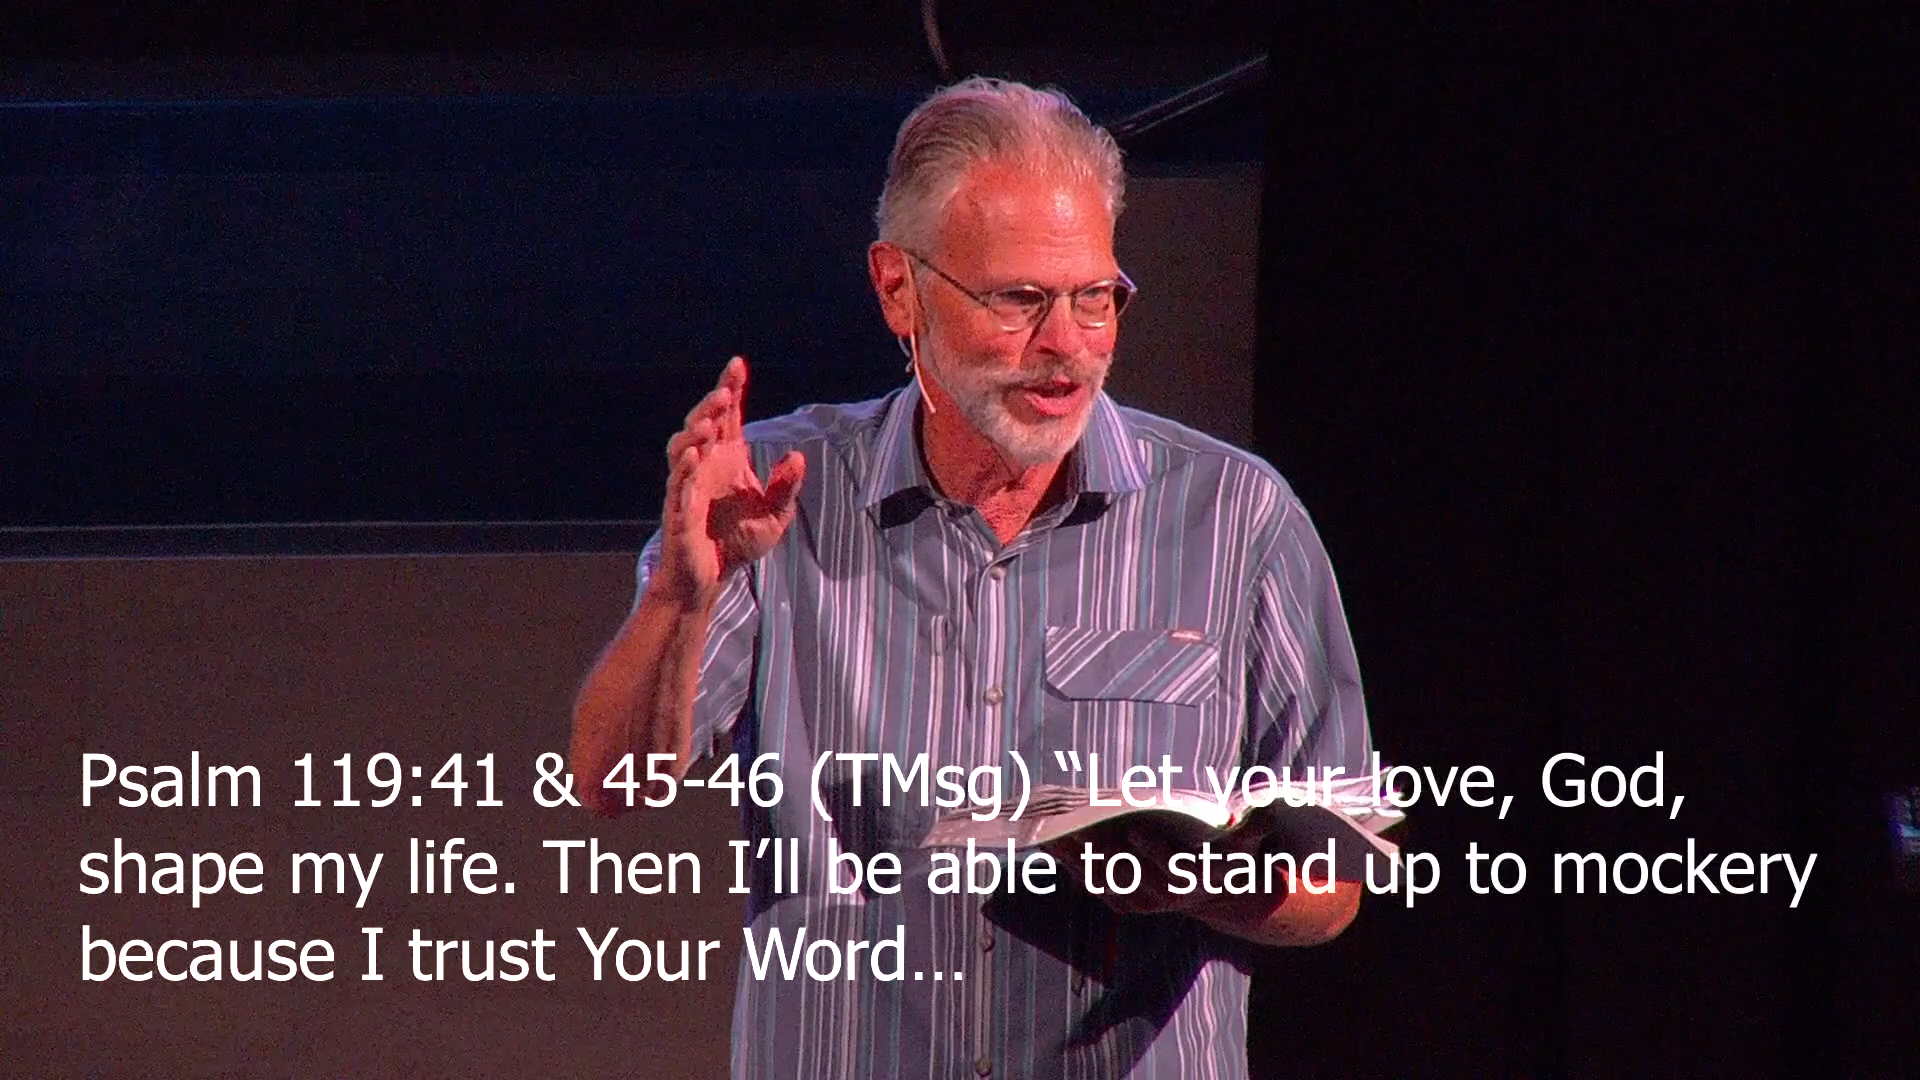 Psalm 119:41 & 45-46 (TMsg) “Let your love, God,
shape my life. Then I’ll be able to stand up to mockery
because I trust Your Word…